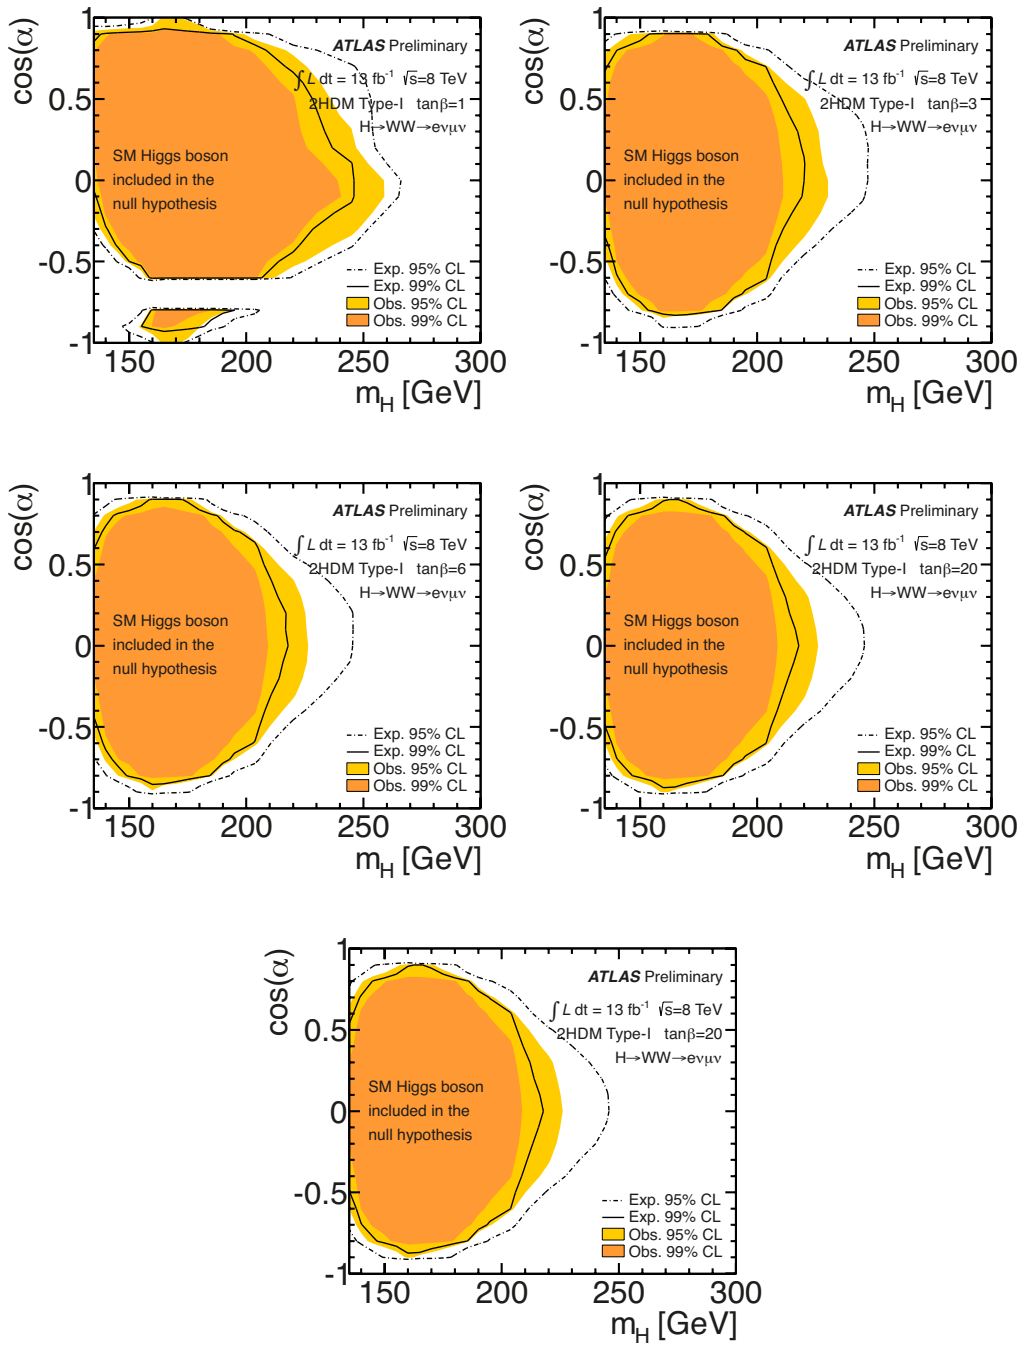 cos(α)
1
0.5
0
-0.5
-1
ATLAS Preliminary
∫ L dt = 13 fb⁻¹ √s=8 TeV
2HDM Type-I tanβ=1
H→WW→eνμν
SM Higgs boson
included in the
null hypothesis
Exp. 95% CL
Exp. 99% CL
Obs. 95% CL
Obs. 99% CL
150 200 250 300
m_H [GeV]
cos(α)
1
0.5
0
-0.5
-1
ATLAS Preliminary
∫ L dt = 13 fb⁻¹ √s=8 TeV
2HDM Type-I tanβ=3
H→WW→eνμν
SM Higgs boson
included in the
null hypothesis
Exp. 95% CL
Exp. 99% CL
Obs. 95% CL
Obs. 99% CL
150 200 250 300
m_H [GeV]
cos(α)
1
0.5
0
-0.5
-1
ATLAS Preliminary
∫ L dt = 13 fb⁻¹ √s=8 TeV
2HDM Type-I tanβ=6
H→WW→eνμν
SM Higgs boson
included in the
null hypothesis
Exp. 95% CL
Exp. 99% CL
Obs. 95% CL
Obs. 99% CL
150 200 250 300
m_H [GeV]
cos(α)
1
0.5
0
-0.5
-1
ATLAS Preliminary
∫ L dt = 13 fb⁻¹ √s=8 TeV
2HDM Type-I tanβ=20
H→WW→eνμν
SM Higgs boson
included in the
null hypothesis
Exp. 95% CL
Exp. 99% CL
Obs. 95% CL
Obs. 99% CL
150 200 250 300
m_H [GeV]
cos(α)
1
0.5
0
-0.5
-1
ATLAS Preliminary
∫ L dt = 13 fb⁻¹ √s=8 TeV
2HDM Type-I tanβ=20
H→WW→eνμν
SM Higgs boson
included in the
null hypothesis
Exp. 95% CL
Exp. 99% CL
Obs. 95% CL
Obs. 99% CL
150 200 250 300
m_H [GeV]